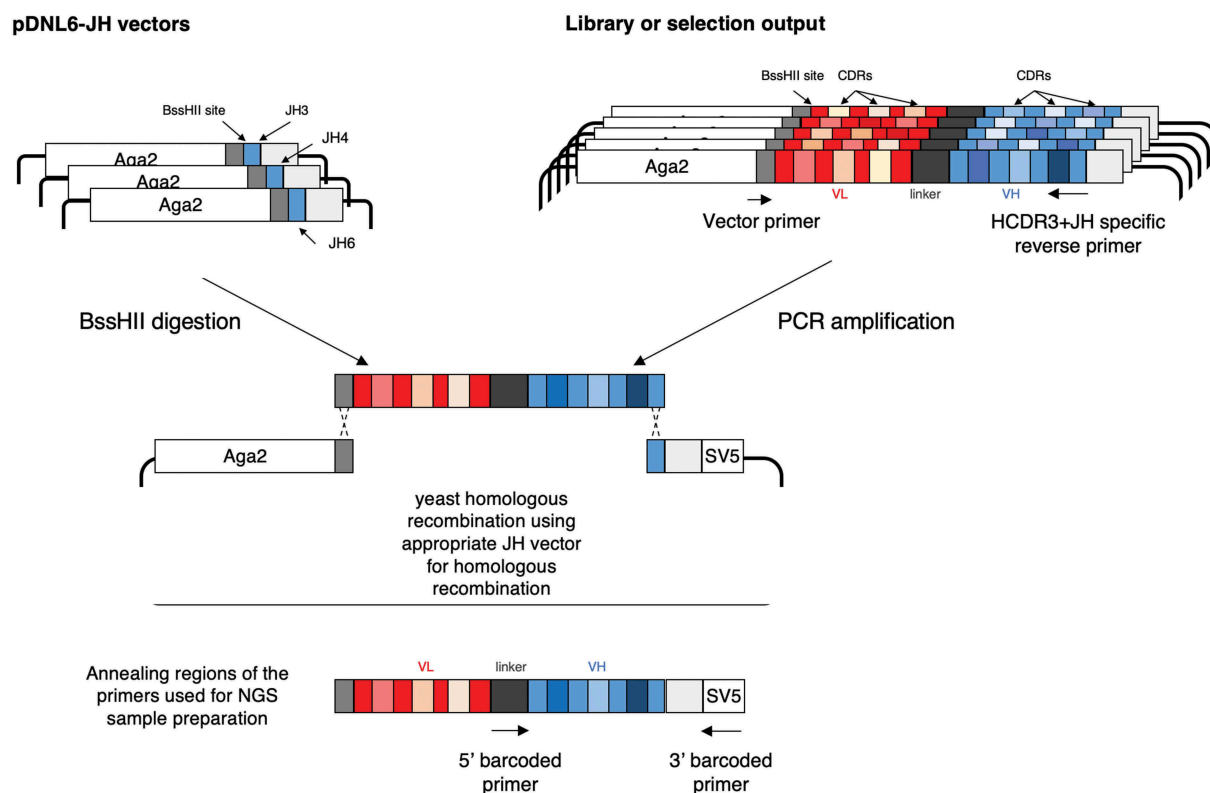 pDNL6-JH vectors
Library or selection output
BssHII site
JH3
JH4
Aga2
Aga2
Aga2
JH6
BssHII site
CDRs
CDRs
Aga2
VL
linker
VH
Vector primer
HCDR3+JH specific
reverse primer
BssHII digestion
PCR amplification
Aga2
SV5
yeast homologous
recombination using
appropriate JH vector
for homologous
recombination
Annealing regions of the
primers used for NGS
sample preparation
VL
linker
VH
SV5
5’ barcoded
primer
3’ barcoded
primer